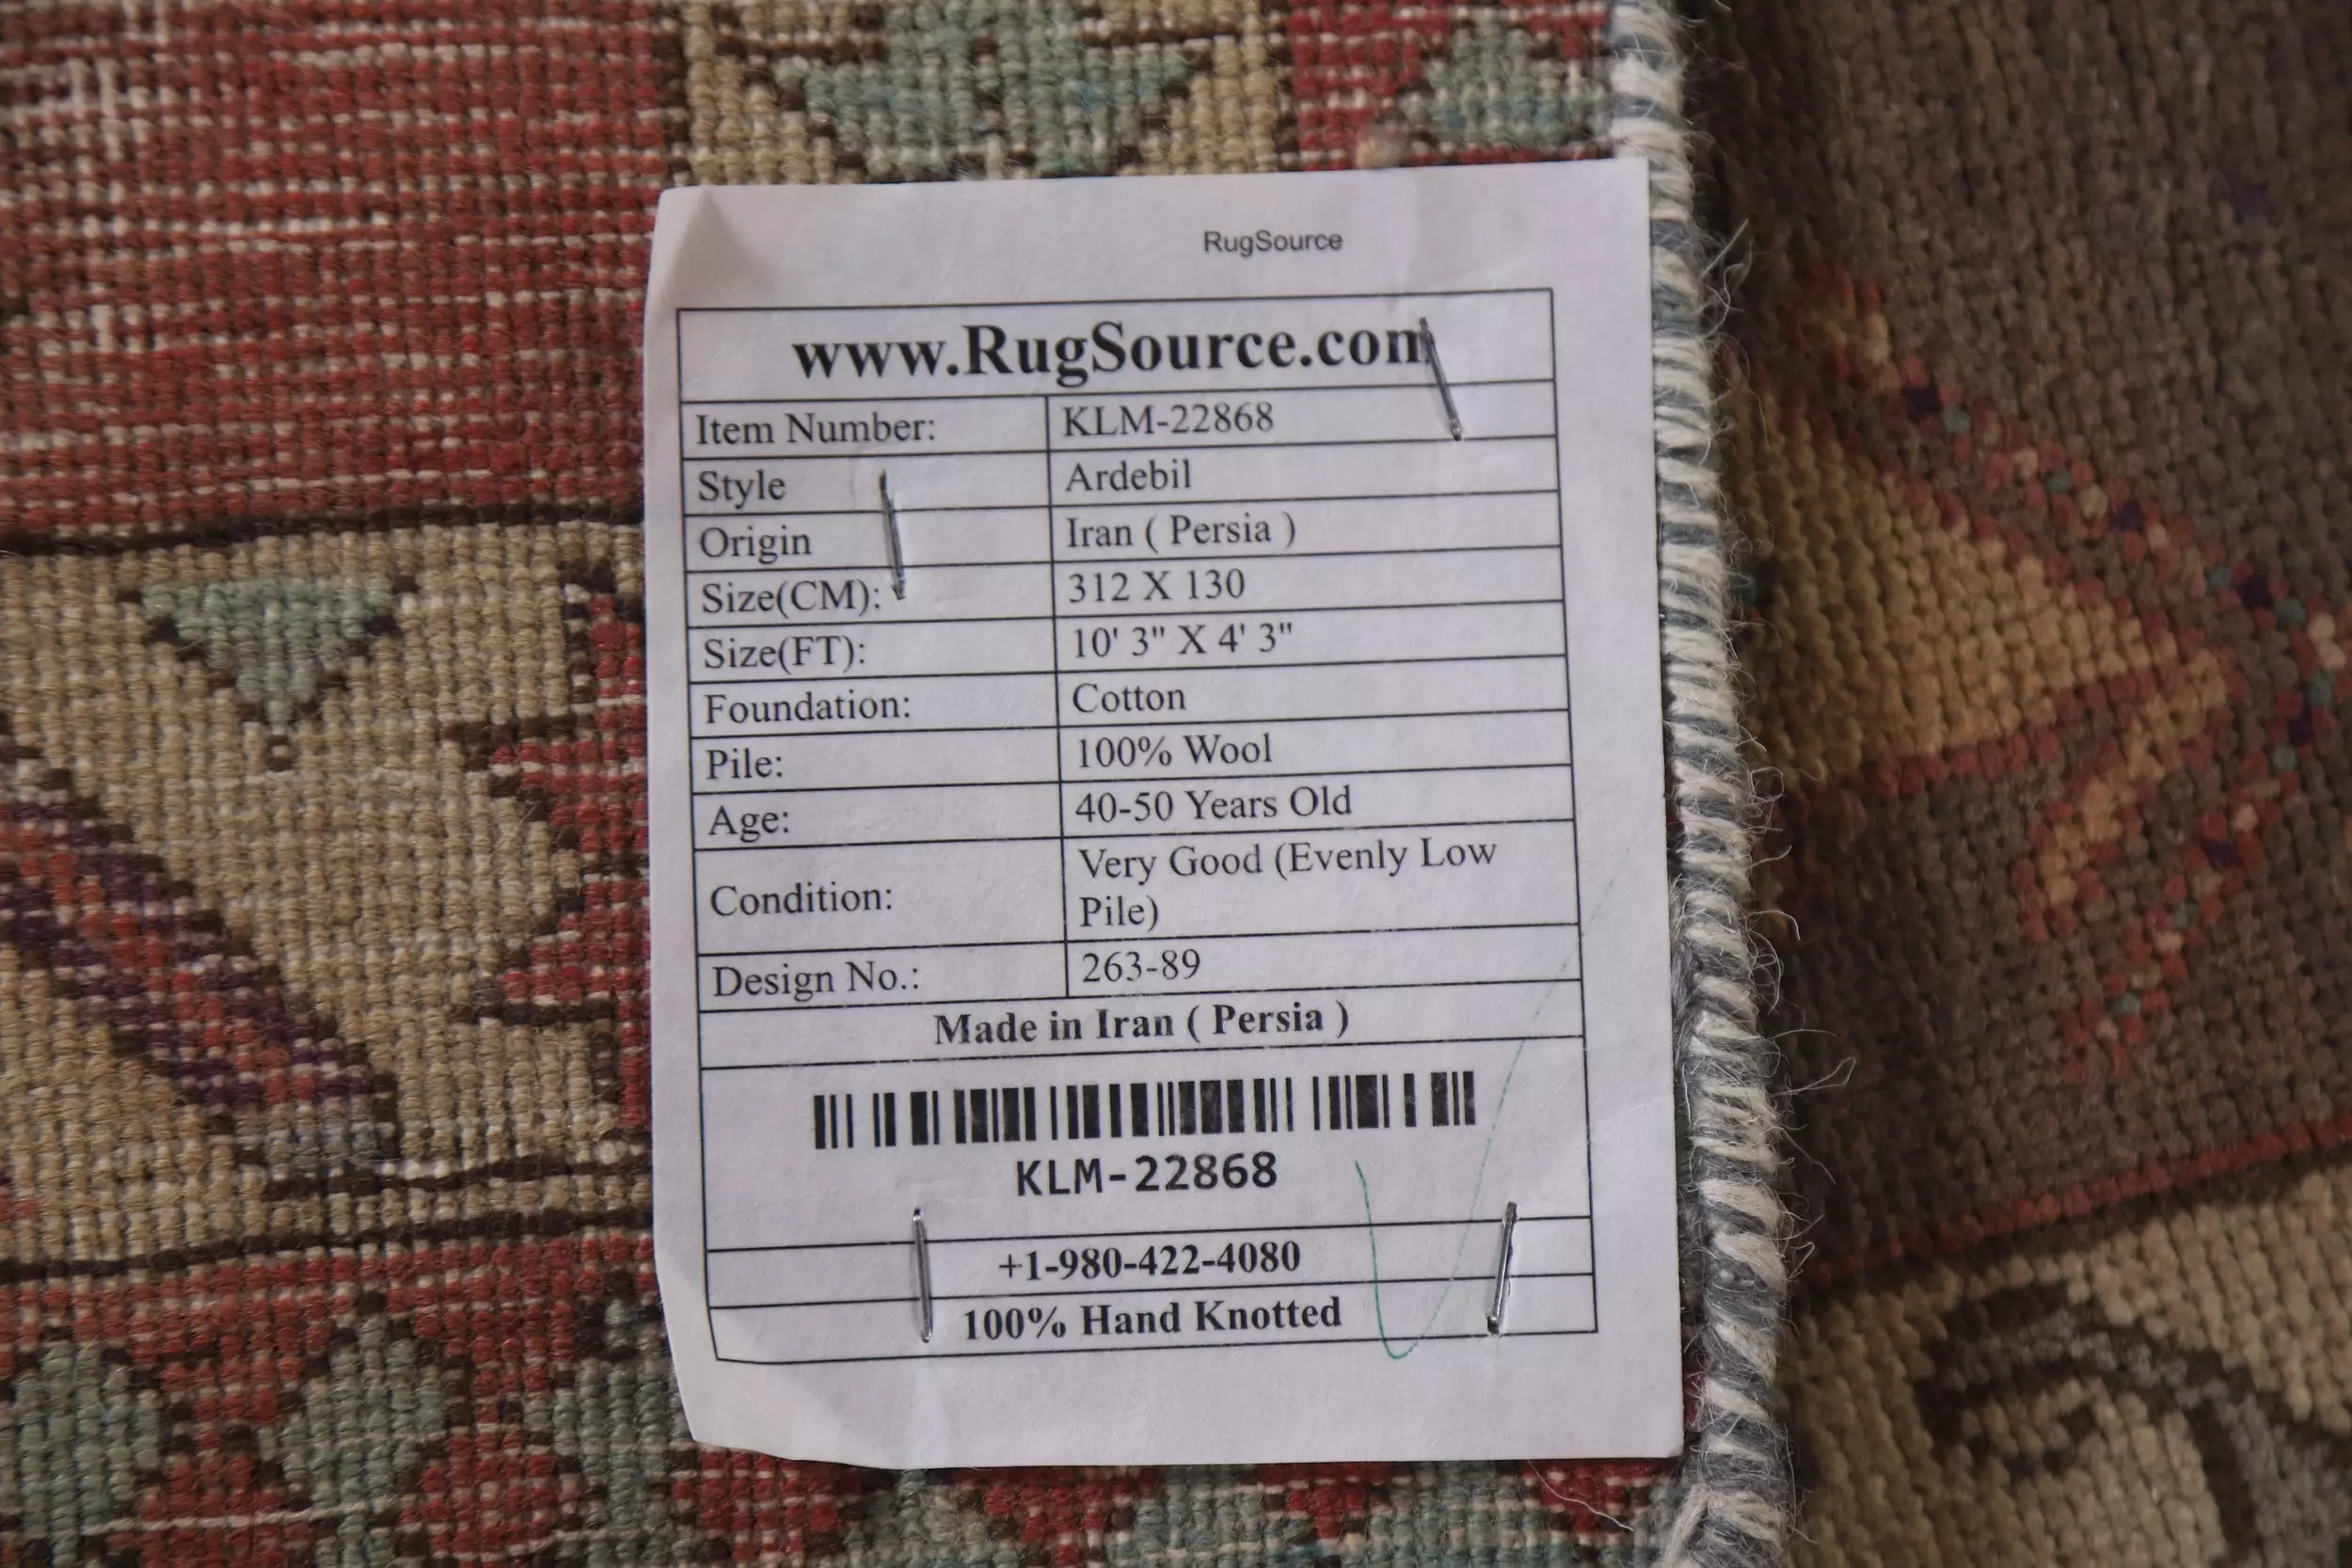 RugSource
www.RugSource.com
Item Number: KLM-22868
Style Ardebil
Origin Iran ( Persia )
Size(CM): 312 X 130
Size(FT): 10' 3" X 4' 3"
Foundation: Cotton
Pile: 100% Wool
Age: 40-50 Years Old
Condition: Very Good (Evenly Low
Pile)
Design No.: 263-89
Made in Iran ( Persia )
KLM-22868
+1-980-422-4080
100% Hand Knotted